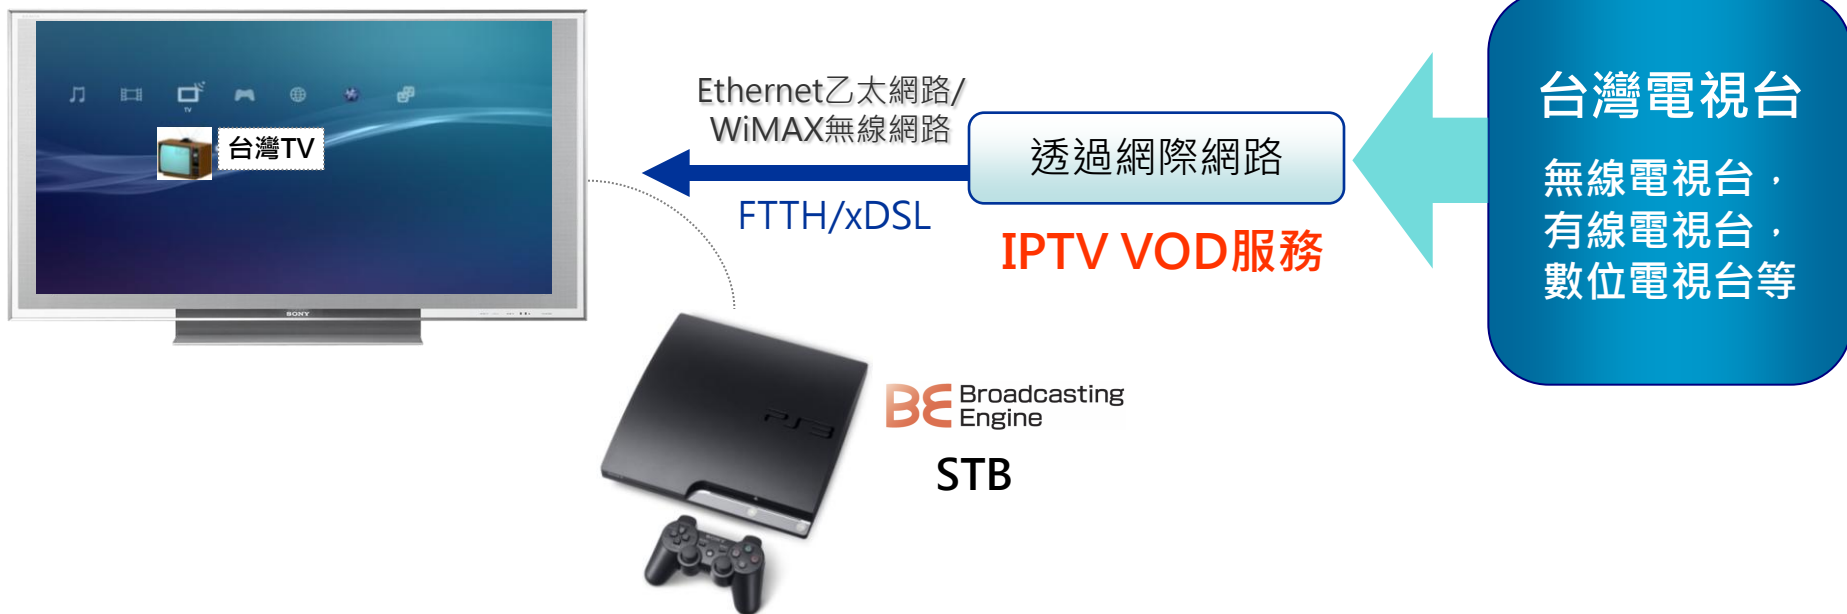 TV
台灣TV
SONY
Ethernet乙太網路/
WiMAX無線網路
FTTH/xDSL
透過網際網路
IPTV VOD服務
台灣電視台
無線電視台，
有線電視台，
數位電視台等
PS3
BE Broadcasting
Engine
STB